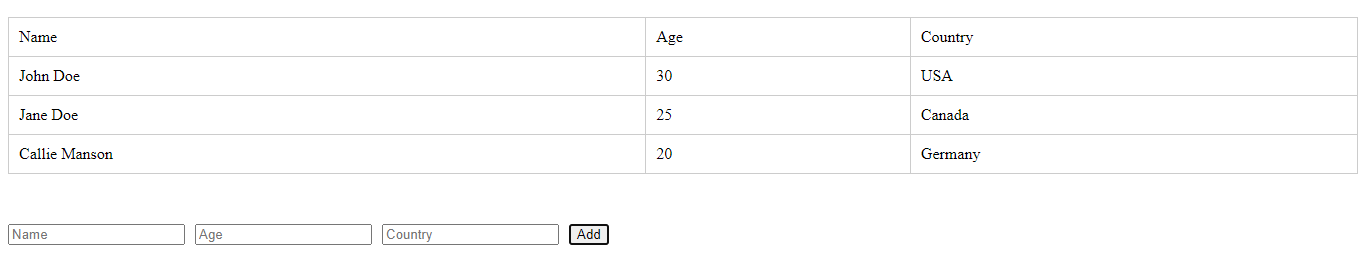 Name Age Country
John Doe 30 USA
Jane Doe 25 Canada
Callie Manson 20 Germany
Name Age Country Add